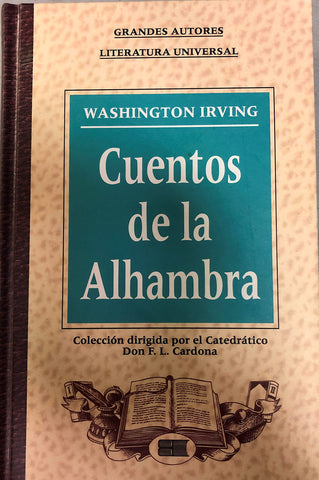 GRANDES AUTORES
LITERATURA UNIVERSAL
WASHINGTON IRVING
Cuentos
de la
Alhambra
Colección dirigida por el Catedrático
Don F. L. Cardona